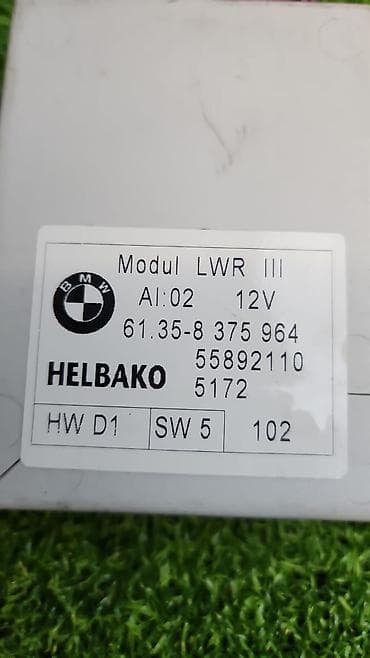 Modul LWR III
BMW
AI:02 12V
61.35-8 375 964
55892110
HELBAKO
5172
HW D1 SW 5 102